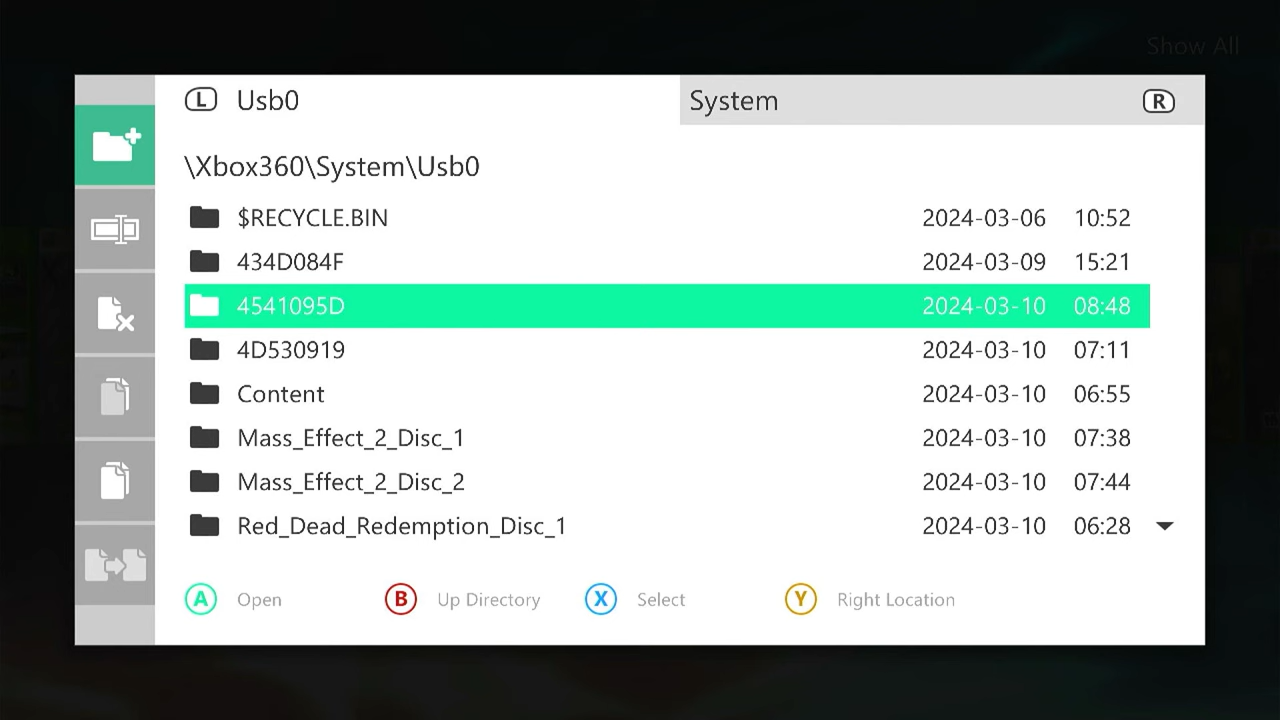 Show All
L Usb0 System R
\Xbox360\System\Usb0
$RECYCLE.BIN 2024-03-06 10:52
434D084F 2024-03-09 15:21
4541095D 2024-03-10 08:48
4D530919 2024-03-10 07:11
Content 2024-03-10 06:55
Mass_Effect_2_Disc_1 2024-03-10 07:38
Mass_Effect_2_Disc_2 2024-03-10 07:44
Red_Dead_Redemption_Disc_1 2024-03-10 06:28
A Open B Up Directory X Select Y Right Location